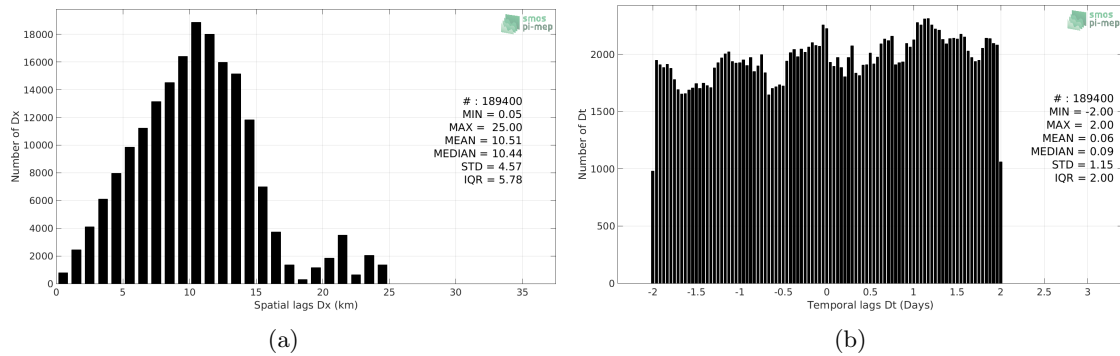 smos
pi-mep
18000
16000
14000
12000
10000
8000
6000
4000
2000
0
Number of Dx
# : 189400
MIN = 0.05
MAX = 25.00
MEAN = 10.51
MEDIAN = 10.44
STD = 4.57
IQR = 5.78
0 5 10 15 20 25 30 35
Spatial lags Dx (km)
(a)
smos
pi-mep
2000
1500
1000
500
0
Number of Dt
# : 189400
MIN = -2.00
MAX = 2.00
MEAN = 0.06
MEDIAN = 0.09
STD = 1.15
IQR = 2.00
-2 -1.5 -1 -0.5 0 0.5 1 1.5 2 2.5 3
Temporal lags Dt (Days)
(b)